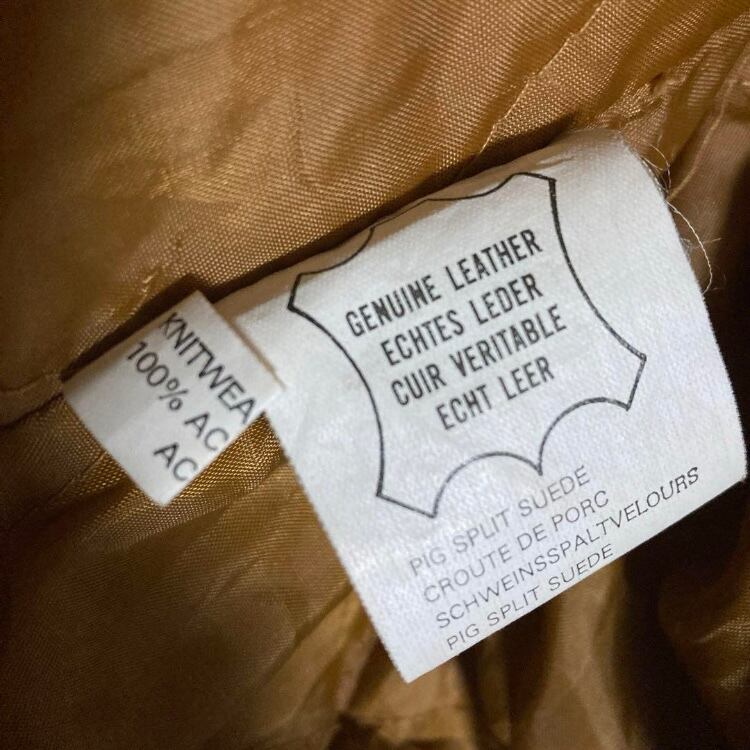 GENUINE LEATHER
ECHTES LEDER
CUIR VERITABLE
ECHT LEER
PIG SPLIT SUEDE
CROUTE DE PORC
SCHWEINSSPALTVELOURS
PIG SPLIT SUEDE
KNITWEA
100% AC
AC